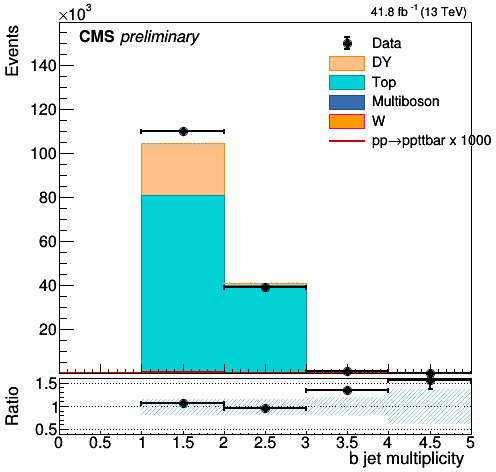 ×10³
41.8 fb⁻¹ (13 TeV)
CMS preliminary
Events
140
120
100
80
60
40
20
Data
DY
Top
Multiboson
W
pp→ppttbar x 1000
Ratio
1.5
1
0.5
0 0.5 1 1.5 2 2.5 3 3.5 4 4.5 5
b jet multiplicity